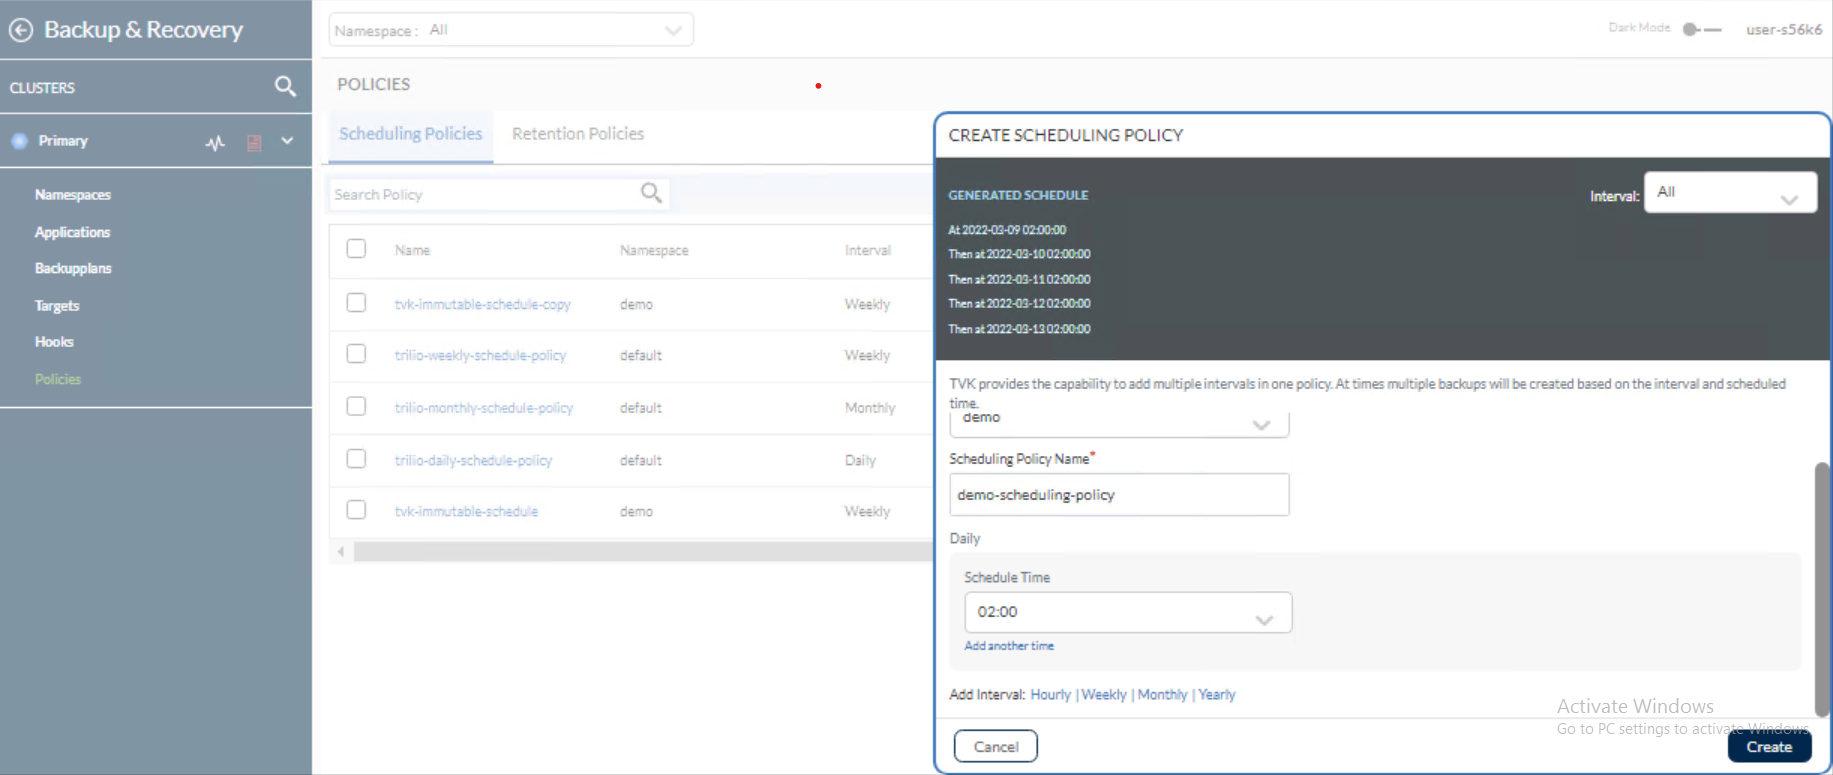 Backup & Recovery
Namespace : All
Dark Mode
user-s56k6
CLUSTERS
Primary
Namespaces
Applications
Backupplans
Targets
Hooks
Policies
POLICIES
Scheduling Policies Retention Policies
Search Policy
Name Namespace Interval
tvk-immutable-schedule-copy demo Weekly
trilio-weekly-schedule-policy default Weekly
trilio-monthly-schedule-policy default Monthly
trilio-daily-schedule-policy default Daily
tvk-immutable-schedule demo Weekly
CREATE SCHEDULING POLICY
GENERATED SCHEDULE
Interval: All
At 2022-03-09 02:00:00
Then at 2022-03-10 02:00:00
Then at 2022-03-11 02:00:00
Then at 2022-03-12 02:00:00
Then at 2022-03-13 02:00:00
TVK provides the capability to add multiple intervals in one policy. At times multiple backups will be created based on the interval and scheduled
time.
demo
Scheduling Policy Name*
demo-scheduling-policy
Daily
Schedule Time
02:00
Add another time
Add Interval: Hourly | Weekly | Monthly | Yearly
Activate Windows
Go to PC settings to activate Windows.
Cancel
Create